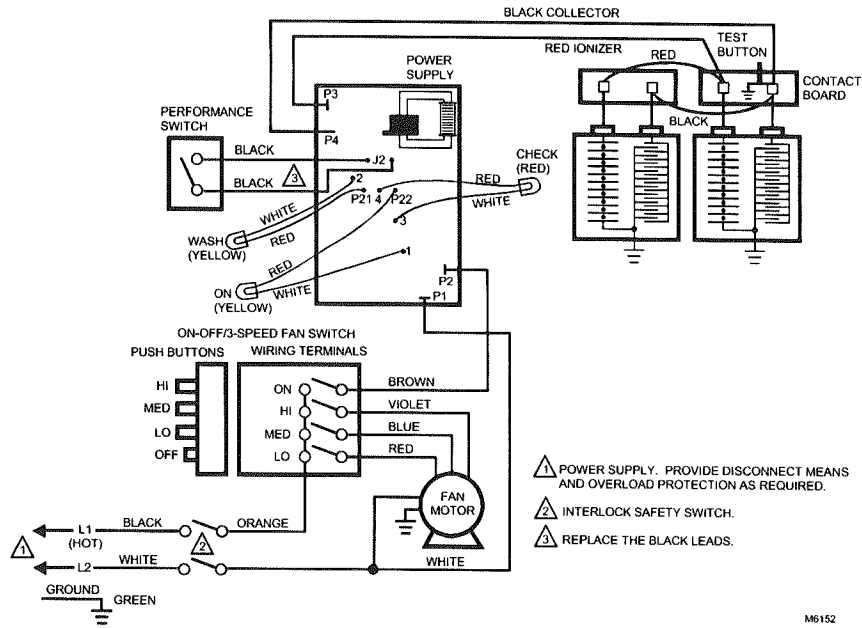 BLACK COLLECTOR
RED IONIZER
RED
TEST
BUTTON
POWER
SUPPLY
CONTACT
BOARD
BLACK
P3
P4
PERFORMANCE
SWITCH
BLACK
BLACK
3
J2
2
P21
4
P22
3
1
RED
WHITE
CHECK
(RED)
WHITE
RED
WASH
(YELLOW)
RED
WHITE
ON
(YELLOW)
P2
P1
ON-OFF/3-SPEED FAN SWITCH
PUSH BUTTONS
WIRING TERMINALS
HI
MED
LO
OFF
ON
HI
MED
LO
BROWN
VIOLET
BLUE
RED
FAN
MOTOR
1
L1
(HOT)
BLACK
ORANGE
2
L2
WHITE
WHITE
GROUND
GREEN
1 POWER SUPPLY. PROVIDE DISCONNECT MEANS
AND OVERLOAD PROTECTION AS REQUIRED.
2 INTERLOCK SAFETY SWITCH.
3 REPLACE THE BLACK LEADS.
M6152